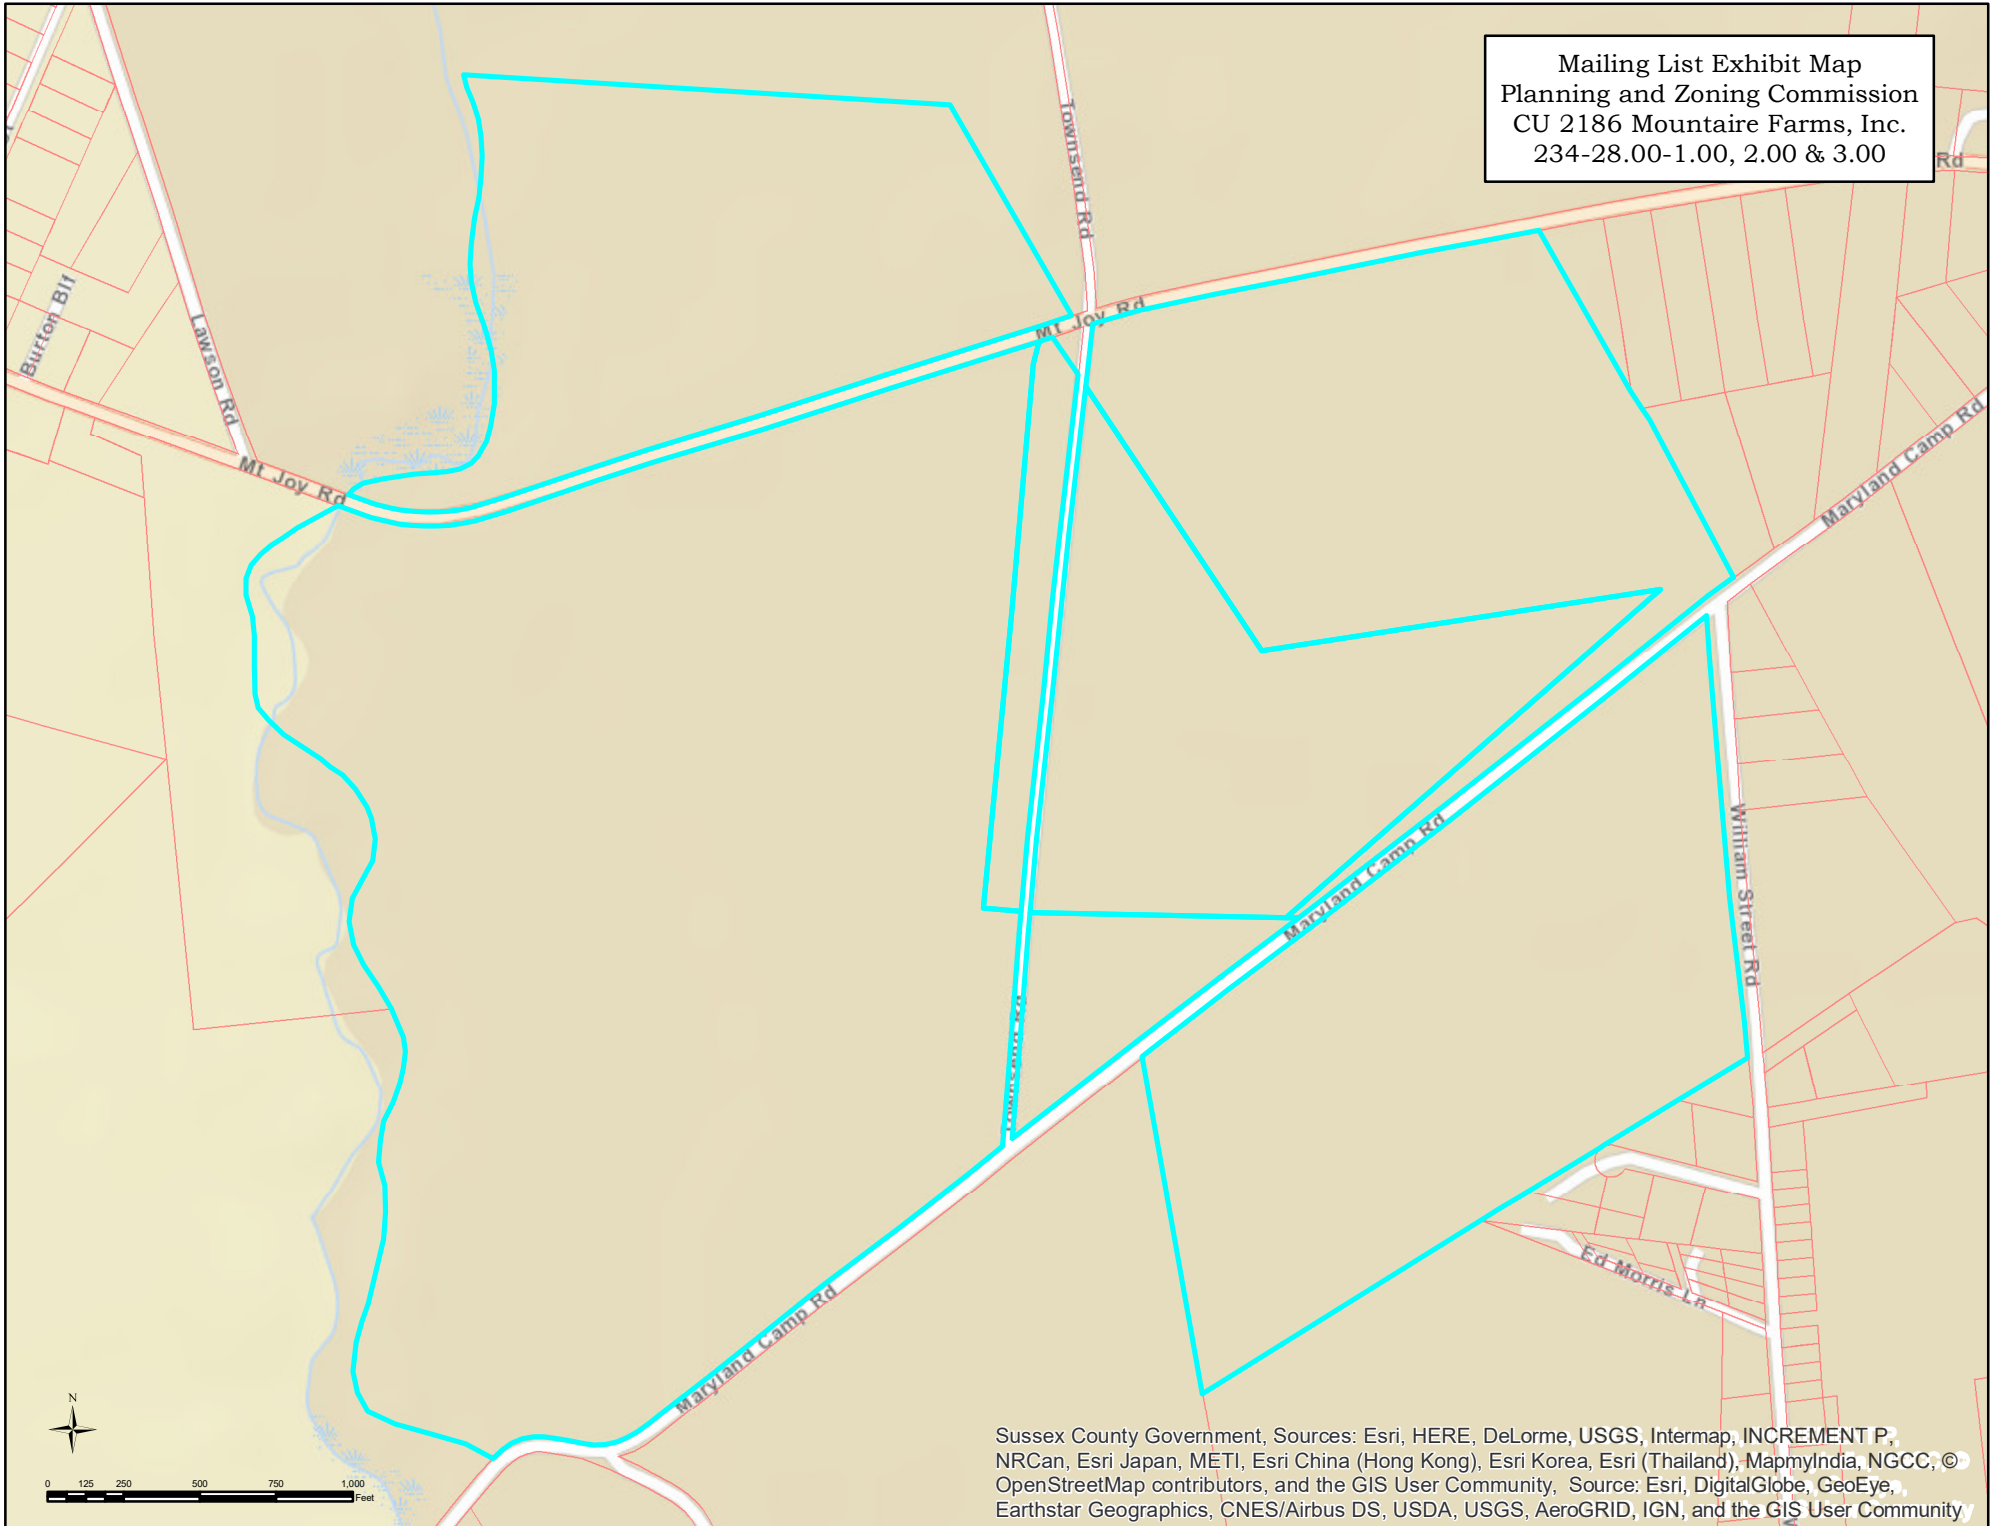 Mailing List Exhibit Map
Planning and Zoning Commission
CU 2186 Mountaire Farms, Inc.
234-28.00-1.00, 2.00 & 3.00
Rd
Townsend Rd
Burton Blf
Lawson Rd
Mt Joy Rd
Mt Joy Rd
Maryland Camp Rd
Maryland Camp Rd
William Street Rd
Townsend Rd
Ed Morris Ln
Maryland Camp Rd
N
0 125 250 500 750 1,000
Feet
Sussex County Government, Sources: Esri, HERE, DeLorme, USGS, Intermap, INCREMENT P,
NRCan, Esri Japan, METI, Esri China (Hong Kong), Esri Korea, Esri (Thailand), MapmyIndia, NGCC, ©
OpenStreetMap contributors, and the GIS User Community, Source: Esri, DigitalGlobe, GeoEye,
Earthstar Geographics, CNES/Airbus DS, USDA, USGS, AeroGRID, IGN, and the GIS User Community